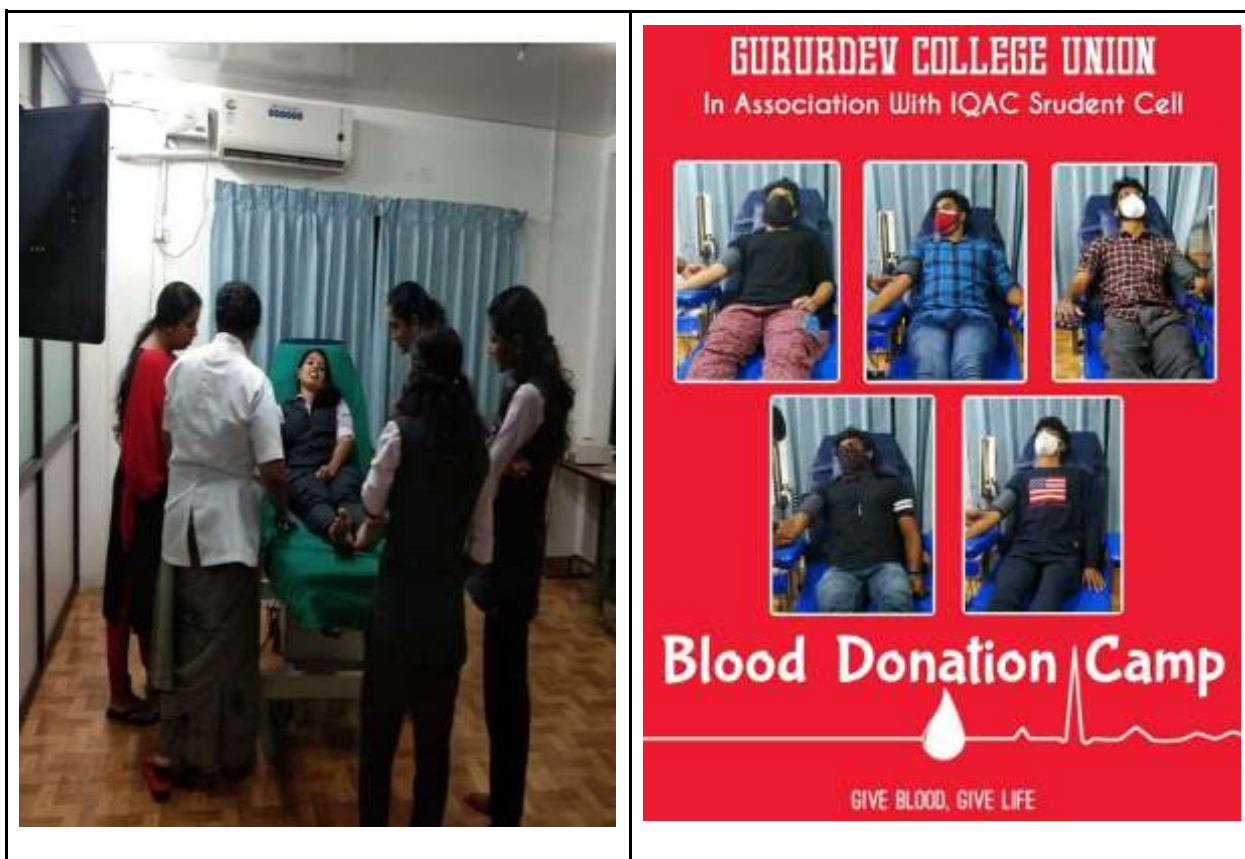 GURURDEV COLLEGE UNION
In Association With IQAC Srudent Cell
Blood Donation Camp
GIVE BLOOD, GIVE LIFE